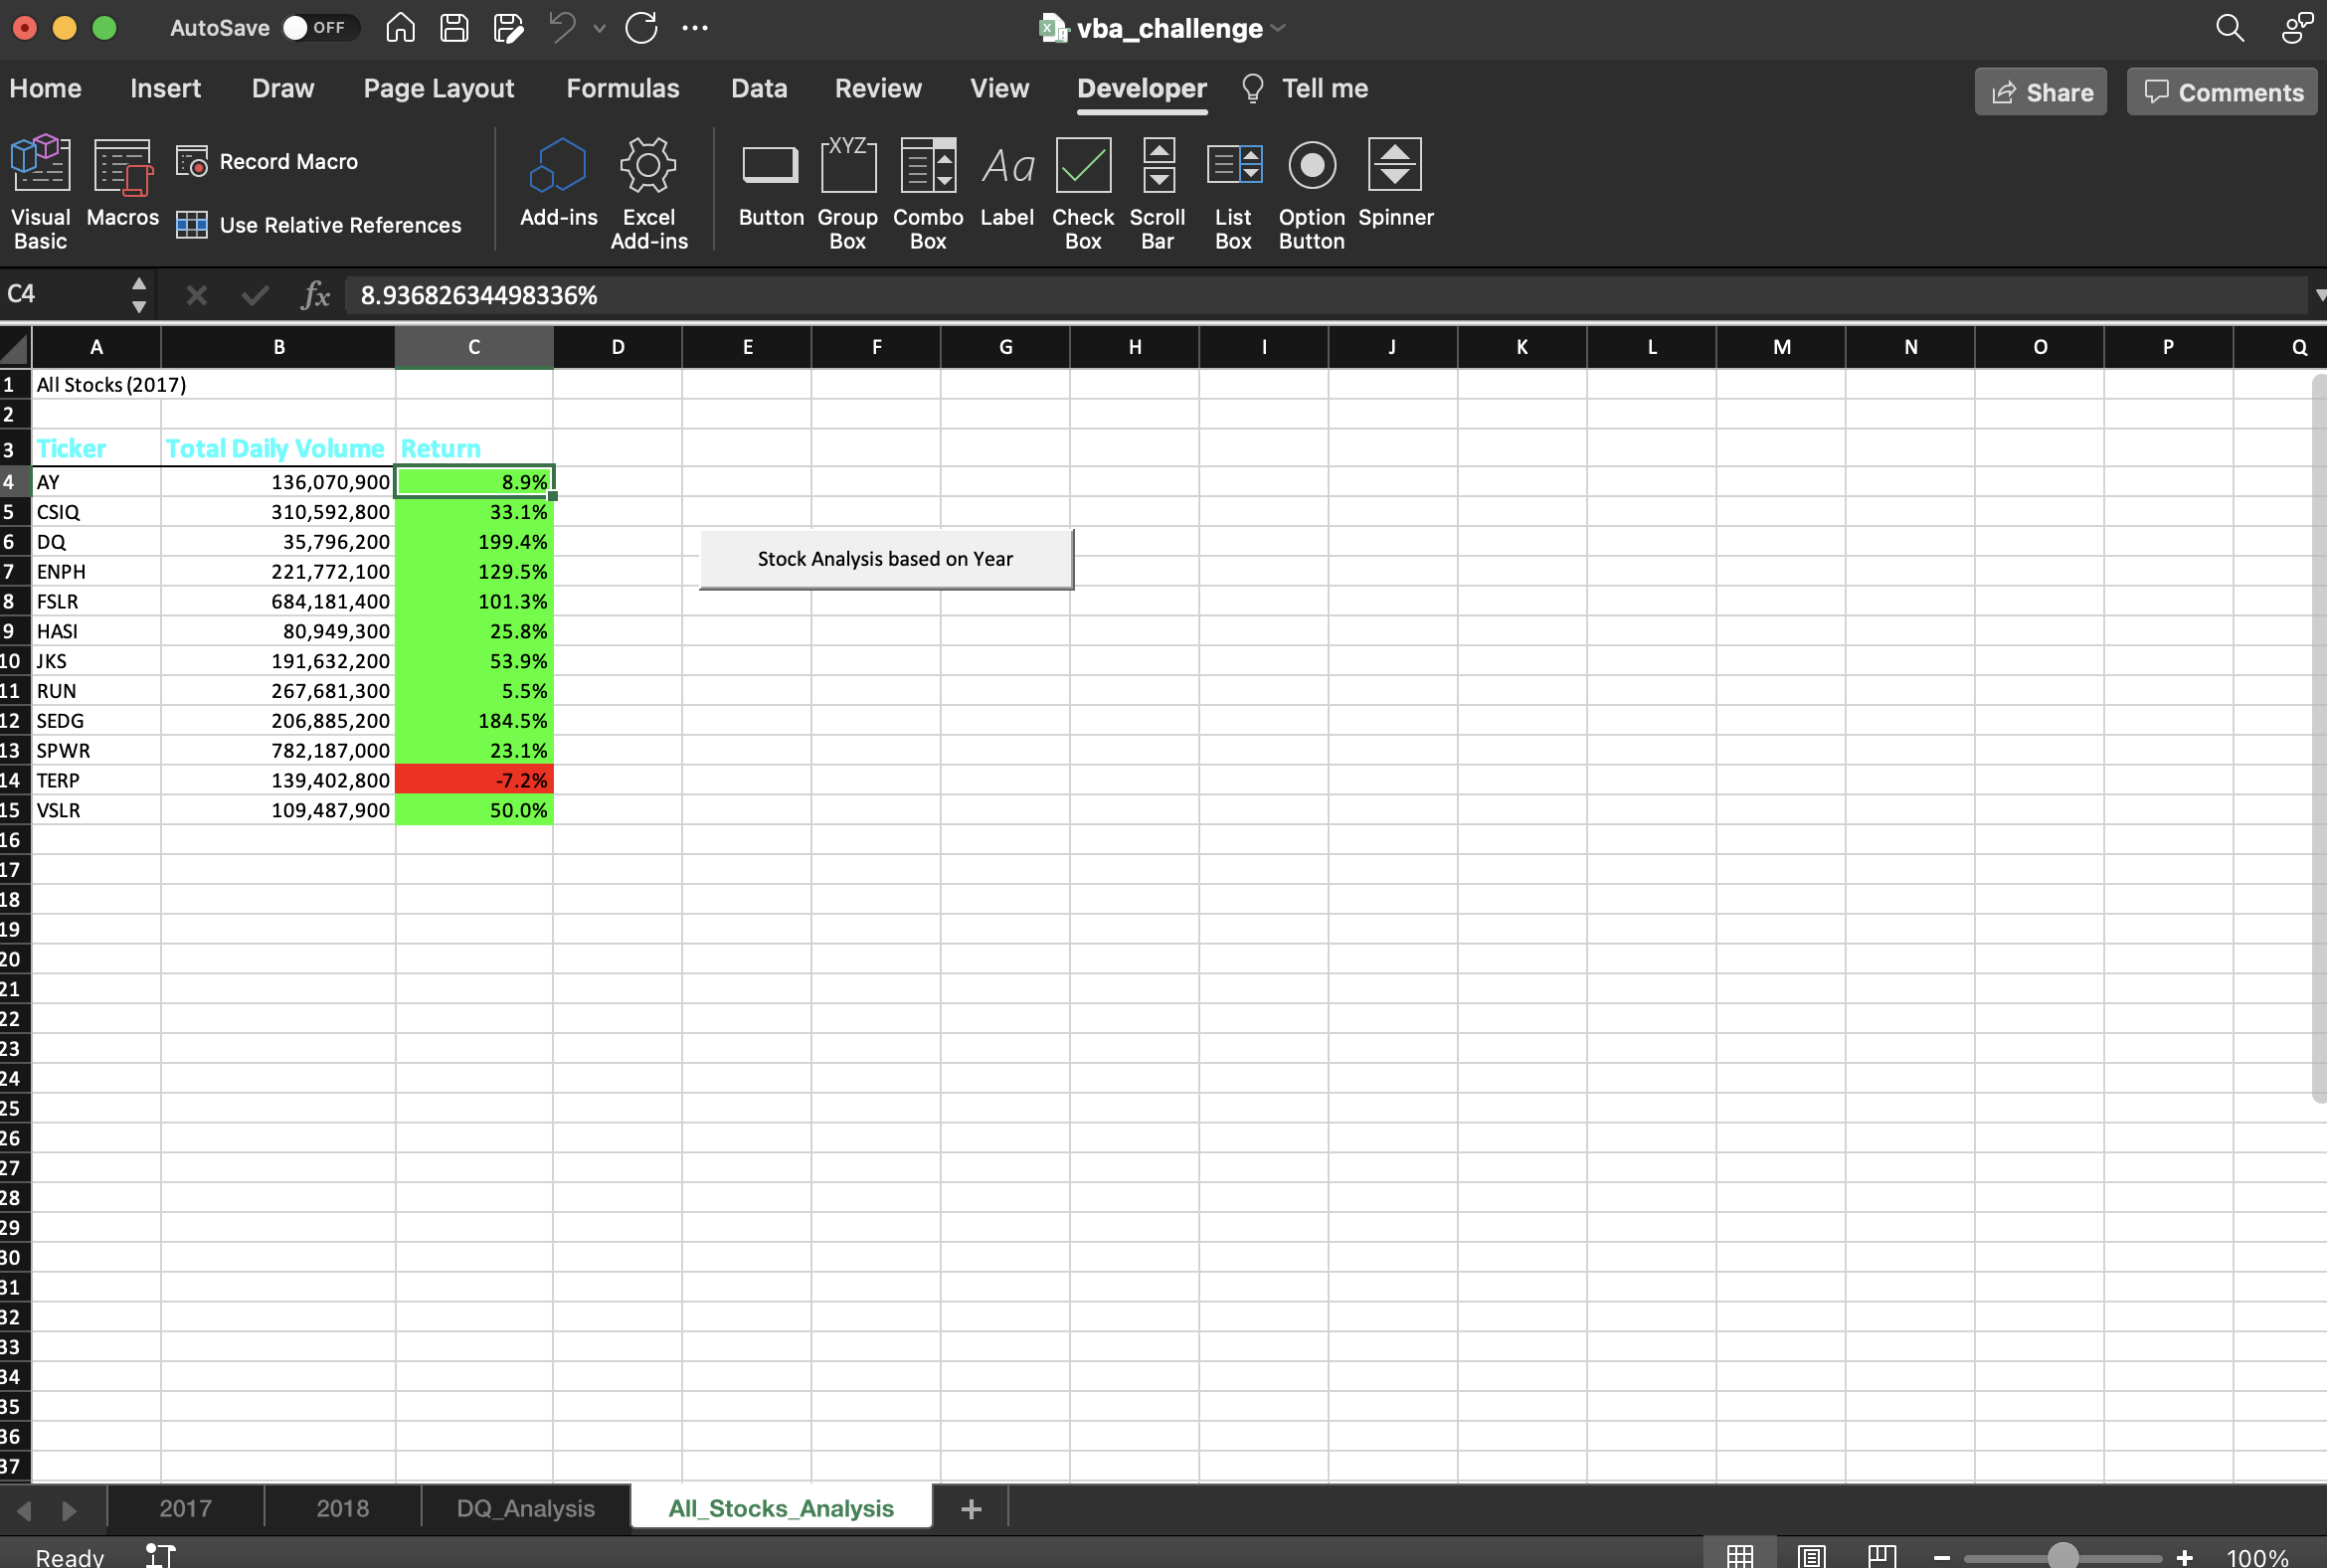 AutoSave OFF
vba_challenge
Home Insert Draw Page Layout Formulas Data Review View Developer Tell me Share Comments
Visual Basic Macros Record Macro Use Relative References Add-ins Excel Add-ins XYZ Aa Button Group Box Combo Box Label Check Box Scroll Bar List Box Option Button Spinner
C4 fx 8.93682634498336%
A B C D E F G H I J K L M N O P Q
1 All Stocks (2017)
2
3 Ticker Total Daily Volume Return
4 AY 136,070,900 8.9%
5 CSIQ 310,592,800 33.1%
6 DQ 35,796,200 199.4%
Stock Analysis based on Year
7 ENPH 221,772,100 129.5%
8 FSLR 684,181,400 101.3%
9 HASI 80,949,300 25.8%
10 JKS 191,632,200 53.9%
11 RUN 267,681,300 5.5%
12 SEDG 206,885,200 184.5%
13 SPWR 782,187,000 23.1%
14 TERP 139,402,800 -7.2%
15 VSLR 109,487,900 50.0%
16
17
18
19
20
21
22
23
24
25
26
27
28
29
30
31
32
33
34
35
36
37
2017 2018 DQ_Analysis All_Stocks_Analysis +
Ready 100%